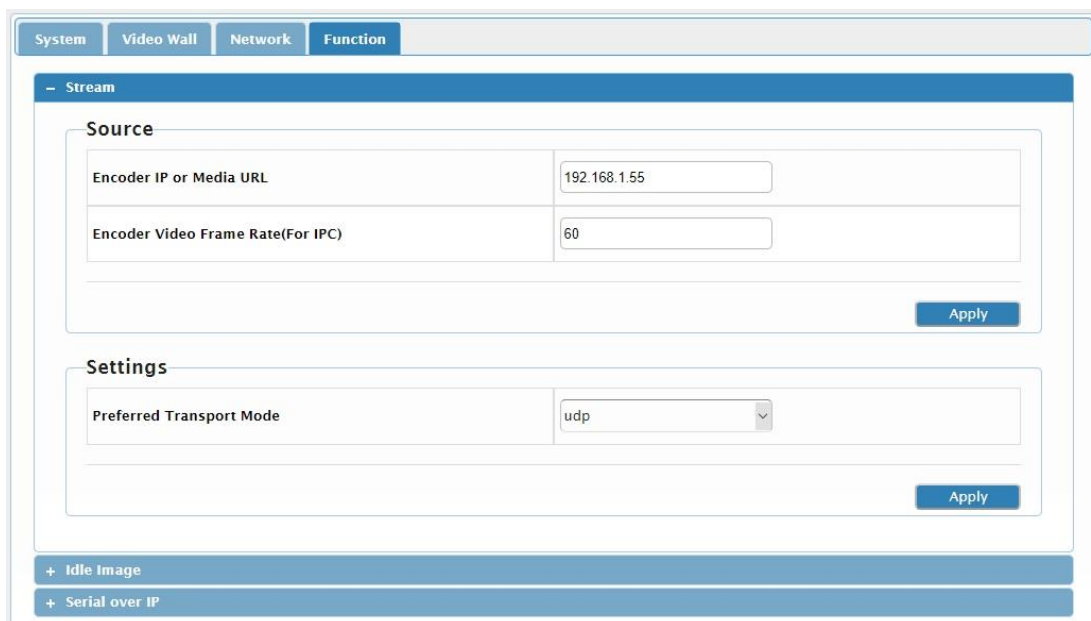 System Video Wall Network Function
– Stream
Source
Encoder IP or Media URL 192.168.1.55
Encoder Video Frame Rate(For IPC) 60
Apply
Settings
Preferred Transport Mode udp
Apply
+ Idle Image
+ Serial over IP